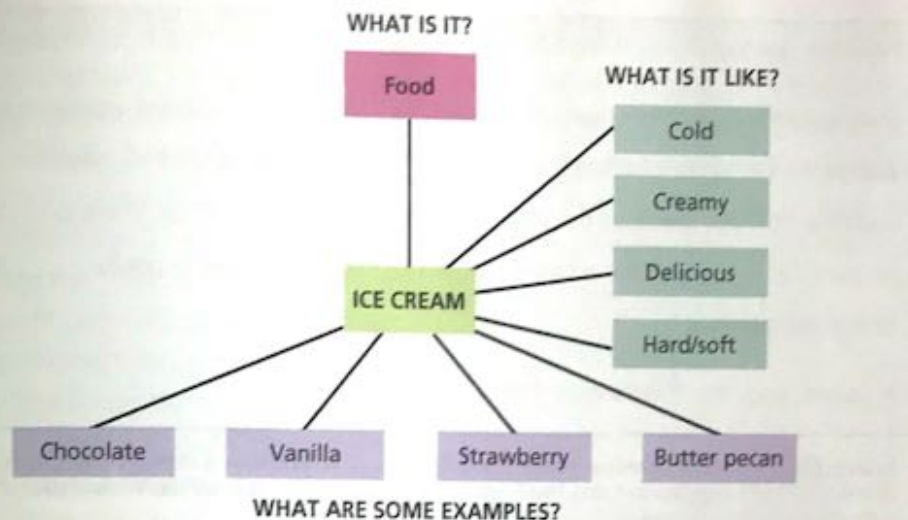 WHAT IS IT?
Food
WHAT IS IT LIKE?
Cold
Creamy
Delicious
Hard/soft
ICE CREAM
Chocolate
Vanilla
Strawberry
Butter pecan
WHAT ARE SOME EXAMPLES?